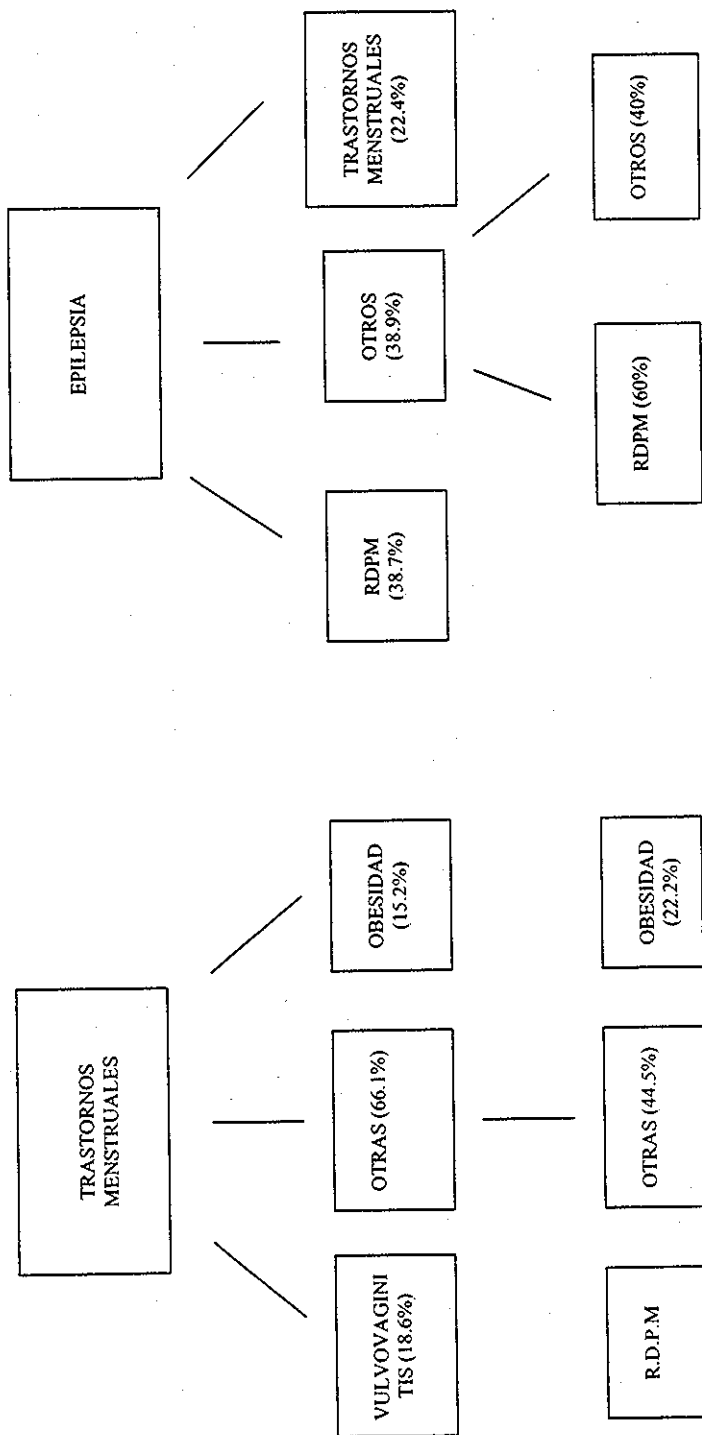 TRASTORNOS
MENSTRUALES
VULVOVAGINI
TIS (18.6%)
OTRAS (66.1%)
OBESIDAD
(15.2%)
R.D.P.M
OTRAS (44.5%)
OBESIDAD
(22.2%)
EPILEPSIA
RDPM
(38.7%)
OTROS
(38.9%)
TRASTORNOS
MENSTRUALES
(22.4%)
RDPM (60%)
OTROS (40%)